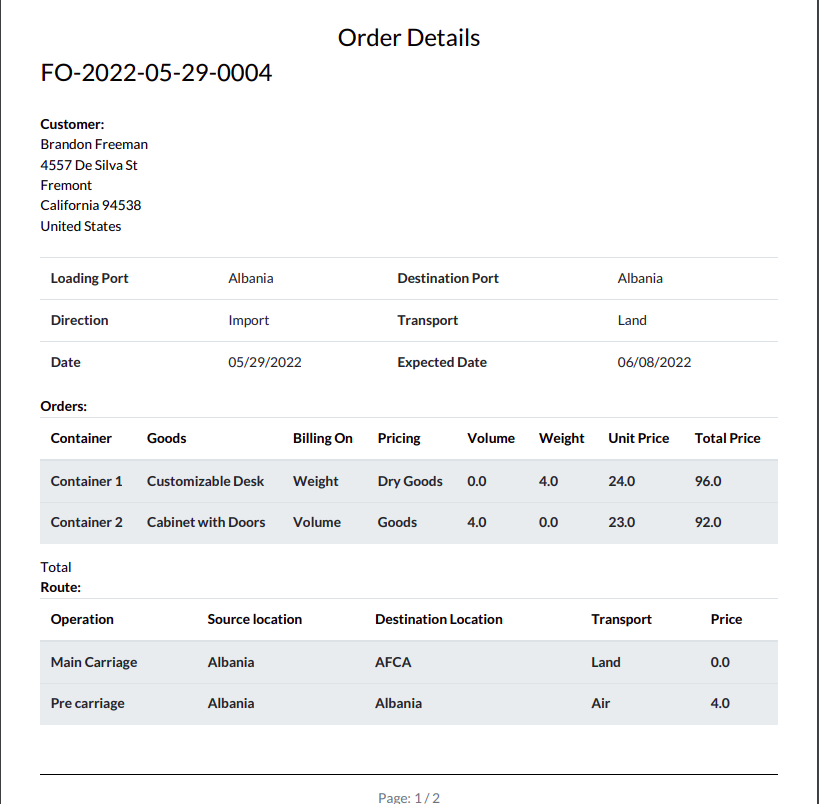 Order Details
FO-2022-05-29-0004
Customer:
Brandon Freeman
4557 De Silva St
Fremont
California 94538
United States
Loading Port Albania Destination Port Albania
Direction Import Transport Land
Date 05/29/2022 Expected Date 06/08/2022
Orders:
Container Goods Billing On Pricing Volume Weight Unit Price Total Price
Container 1 Customizable Desk Weight Dry Goods 0.0 4.0 24.0 96.0
Container 2 Cabinet with Doors Volume Goods 4.0 0.0 23.0 92.0
Total
Route:
Operation Source location Destination Location Transport Price
Main Carriage Albania AFCA Land 0.0
Pre carriage Albania Albania Air 4.0
Page: 1 / 2